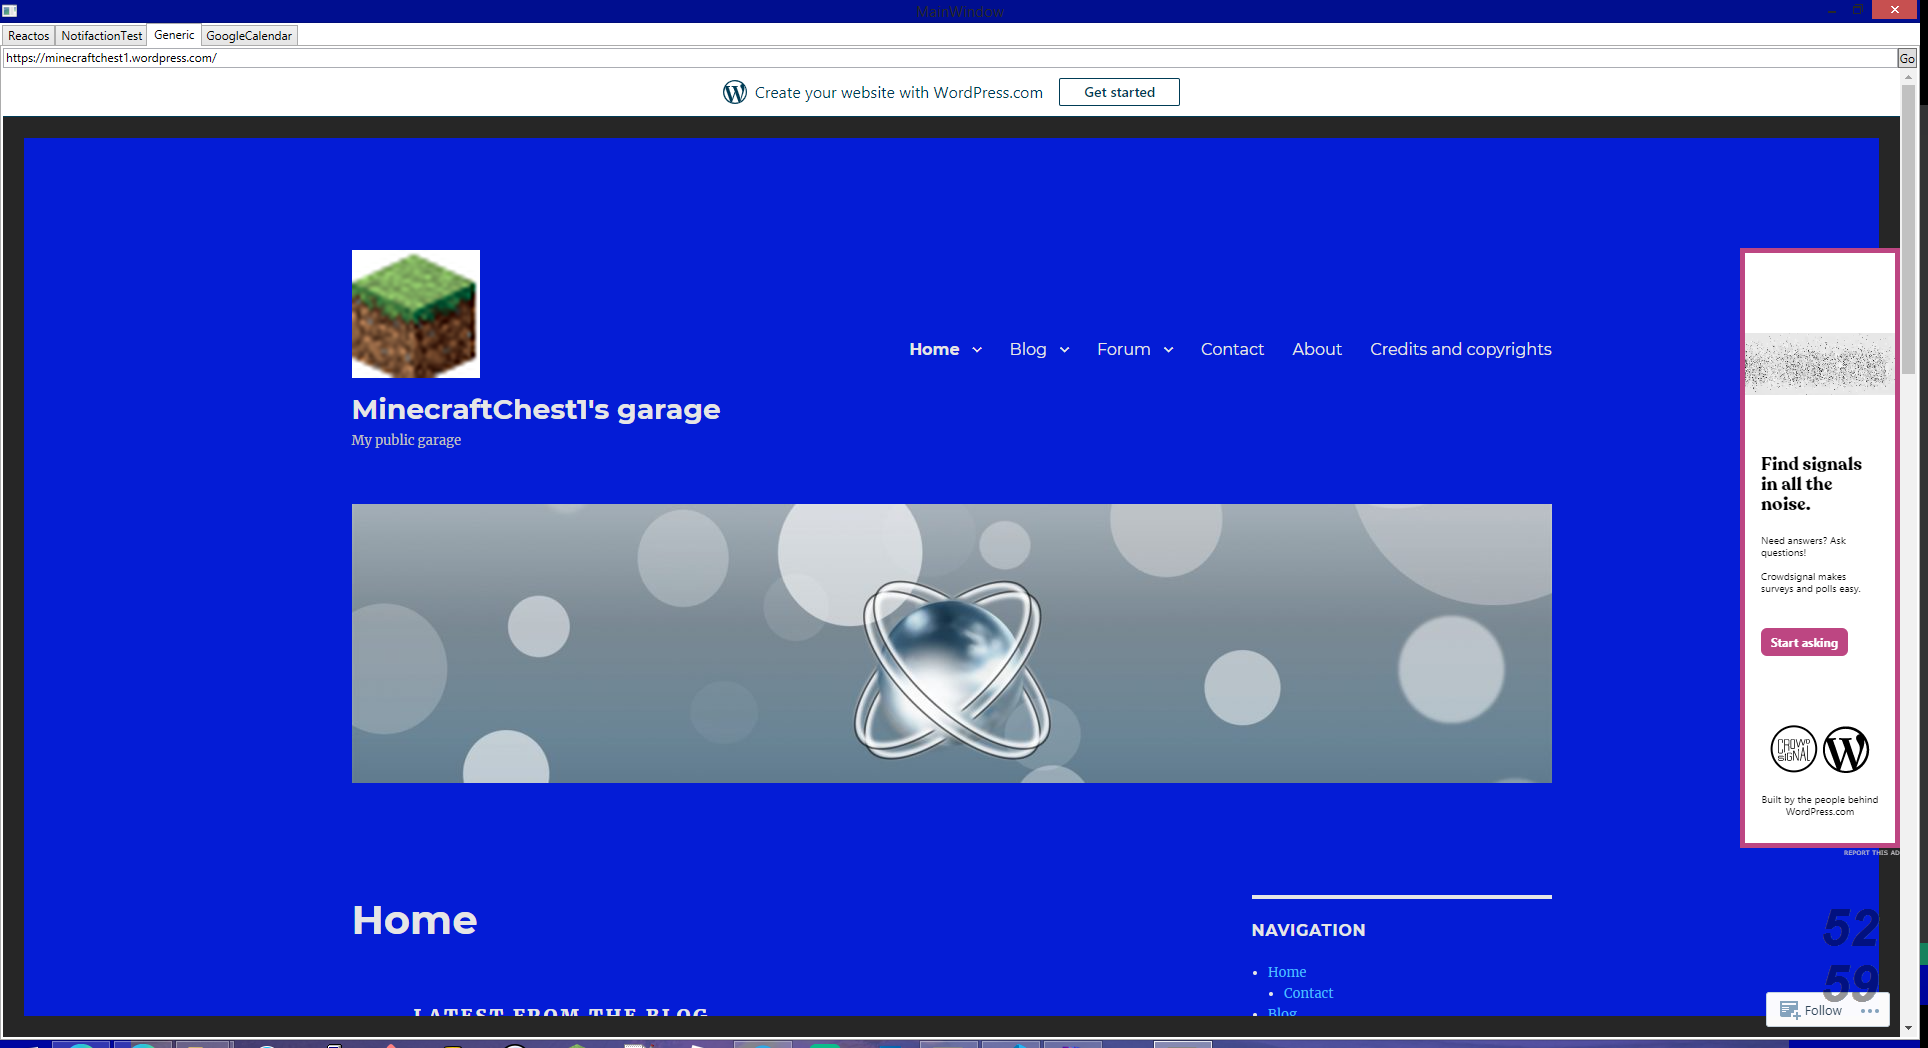 MainWindow
Reactos NotifactionTest Generic GoogleCalendar
https://minecraftchest1.wordpress.com/ Go
Create your website with WordPress.com Get started
Home Blog Forum Contact About Credits and copyrights
MinecraftChest1's garage
My public garage
Find signals
in all the
noise.
Need answers? Ask
questions!
Crowdsignal makes
surveys and polls easy.
Start asking
CROWD
SIGNAL
Built by the people behind
WordPress.com
REPORT THIS AD
Home
LATEST FROM THE BLOG
NAVIGATION
Home
Contact
Blog
52
59
Follow